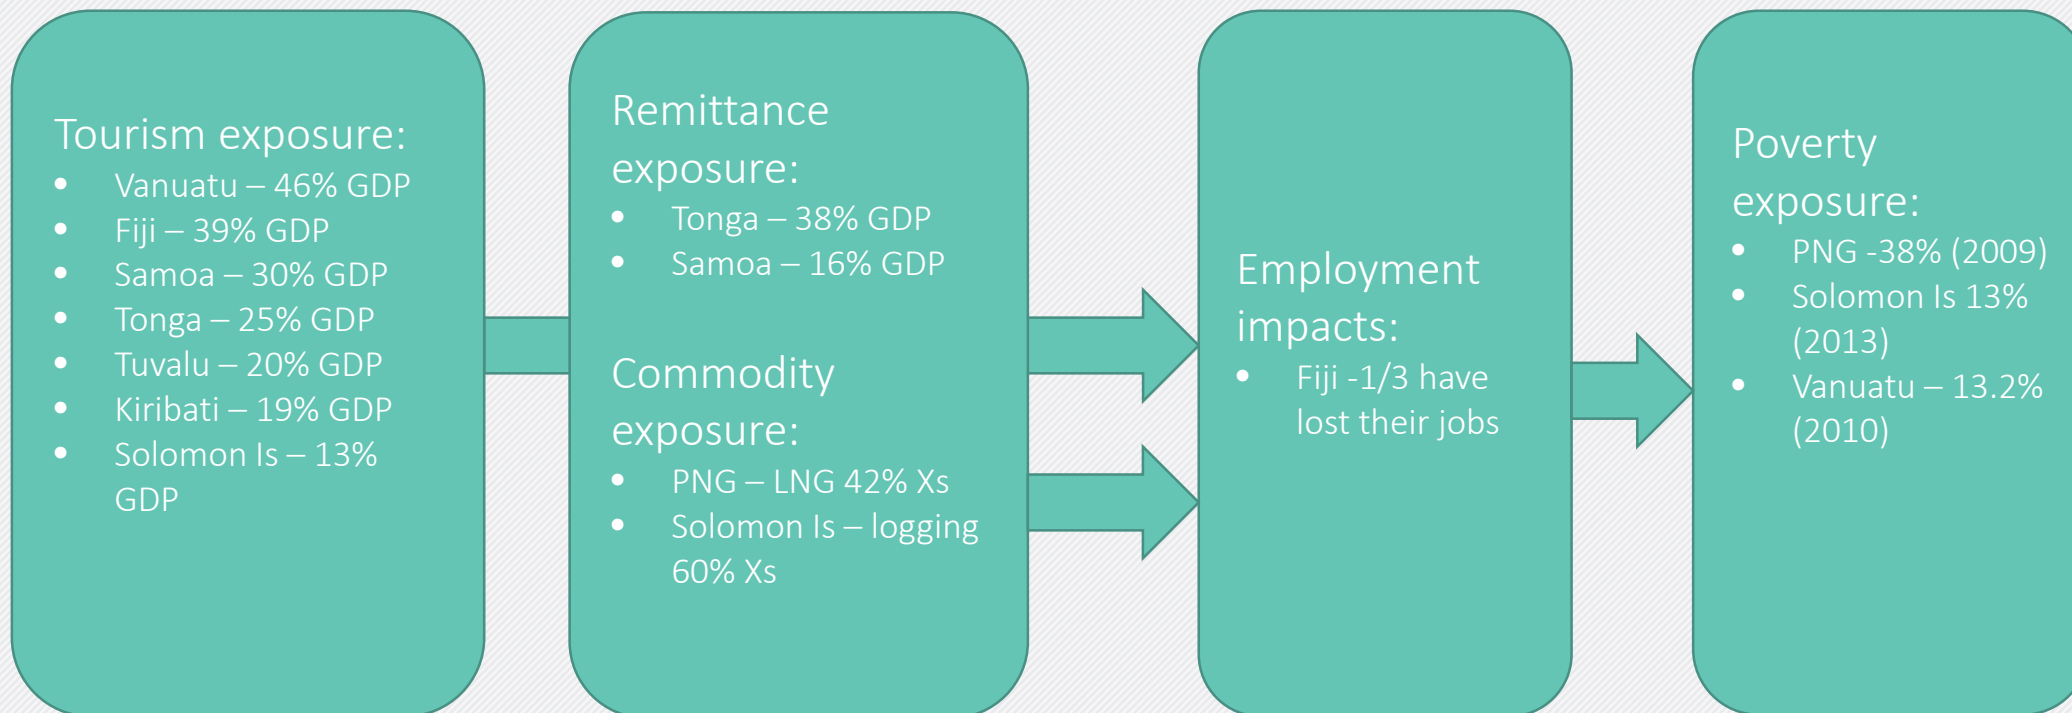 Tourism exposure:
• Vanuatu – 46% GDP
• Fiji – 39% GDP
• Samoa – 30% GDP
• Tonga – 25% GDP
• Tuvalu – 20% GDP
• Kiribati – 19% GDP
• Solomon Is – 13%
GDP
Remittance
exposure:
• Tonga – 38% GDP
• Samoa – 16% GDP
Commodity
exposure:
• PNG – LNG 42% Xs
• Solomon Is – logging
60% Xs
Employment
impacts:
• Fiji -1/3 have
lost their jobs
Poverty
exposure:
• PNG -38% (2009)
• Solomon Is 13%
(2013)
• Vanuatu – 13.2%
(2010)